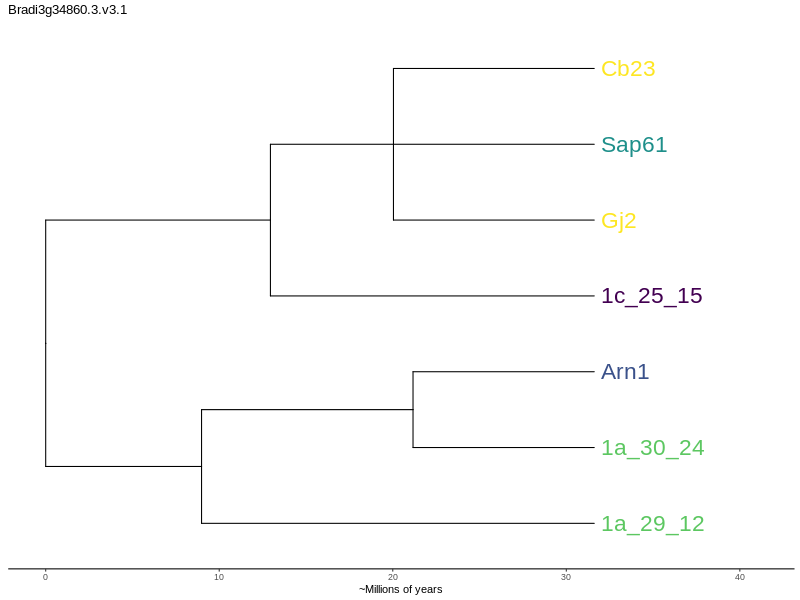 Bradi3g34860.3.v3.1
Cb23
Sap61
Gj2
1c_25_15
Arn1
1a_30_24
1a_29_12
0 10 20 30 40
~Millions of years